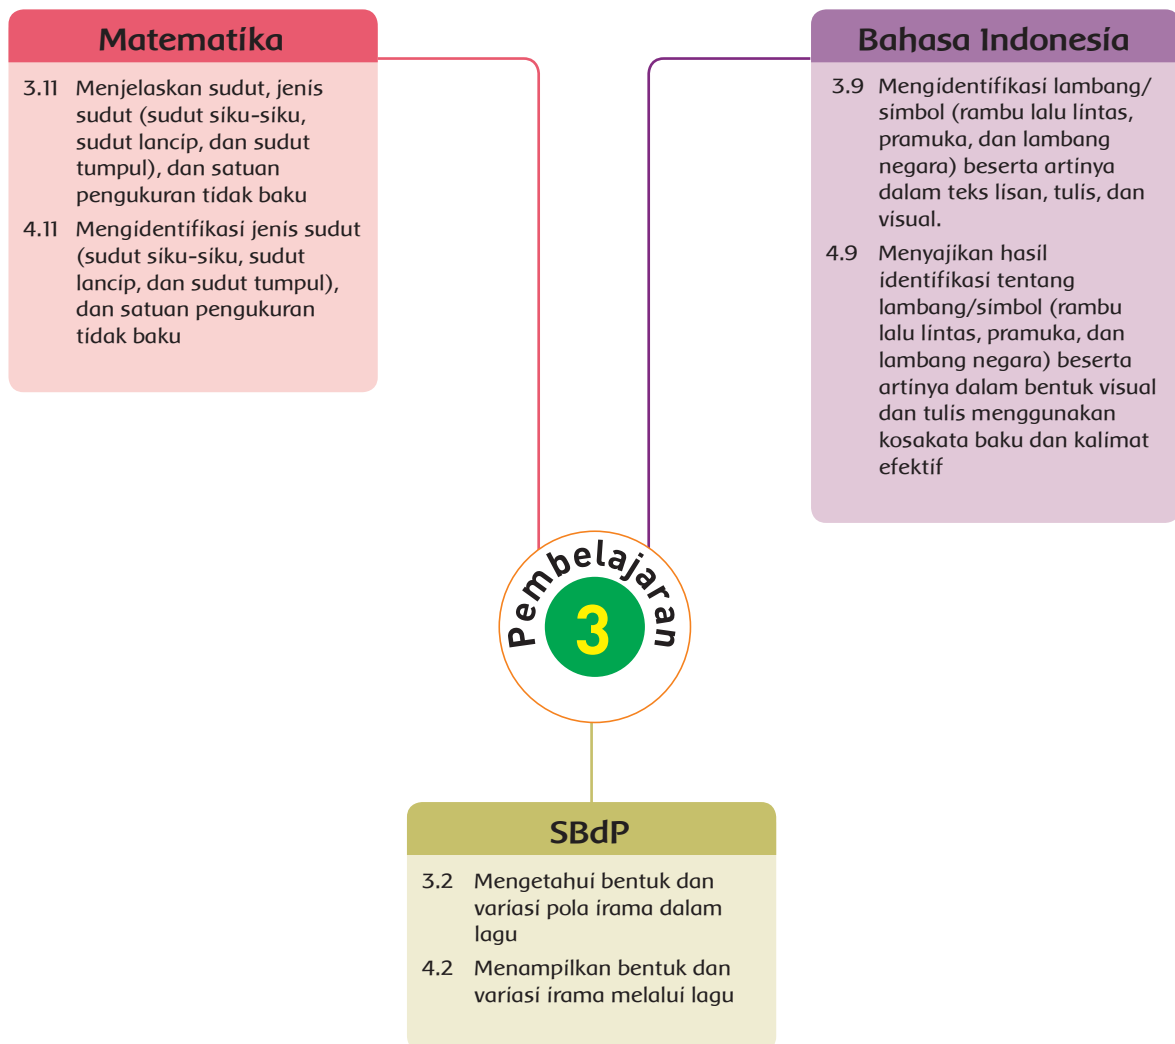 Matematika
3.11 Menjelaskan sudut, jenis
sudut (sudut siku-siku,
sudut lancip, dan sudut
tumpul), dan satuan
pengukuran tidak baku
4.11 Mengidentifikasi jenis sudut
(sudut siku-siku, sudut
lancip, dan sudut tumpul),
dan satuan pengukuran
tidak baku
Bahasa Indonesia
3.9 Mengidentifikasi lambang/
simbol (rambu lalu lintas,
pramuka, dan lambang
negara) beserta artinya
dalam teks lisan, tulis, dan
visual.
4.9 Menyajikan hasil
identifikasi tentang
lambang/simbol (rambu
lalu lintas, pramuka, dan
lambang negara) beserta
artinya dalam bentuk visual
dan tulis menggunakan
kosakata baku dan kalimat
efektif
Pembelajaran
3
SBdP
3.2 Mengetahui bentuk dan
variasi pola irama dalam
lagu
4.2 Menampilkan bentuk dan
variasi irama melalui lagu